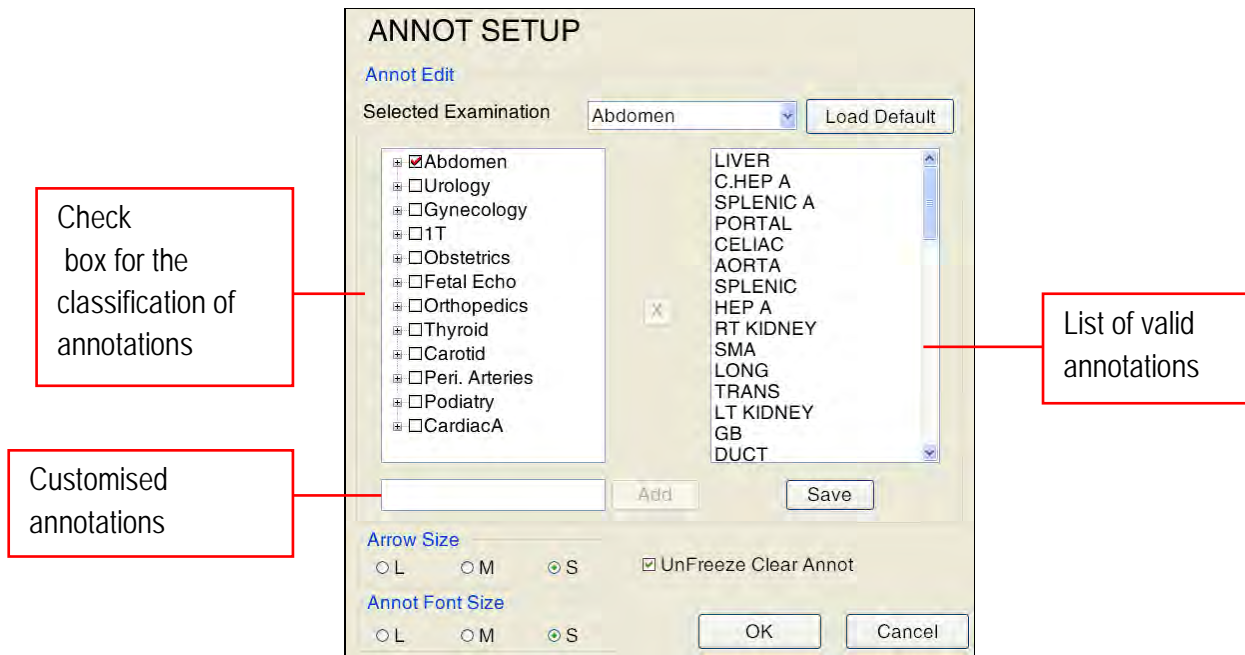 ANNOT SETUP
Annot Edit
Selected Examination Abdomen Load Default
Abdomen
Urology
Gynecology
1T
Obstetrics
Fetal Echo
Orthopedics
Thyroid
Carotid
Peri. Arteries
Podiatry
CardiacA
X
LIVER
C.HEP A
SPLENIC A
PORTAL
CELIAC
AORTA
SPLENIC
HEP A
RT KIDNEY
SMA
LONG
TRANS
LT KIDNEY
GB
DUCT
Add Save
Arrow Size
L M S
UnFreeze Clear Annot
Annot Font Size
L M S
OK Cancel
Check
box for the
classification of
annotations
Customised
annotations
List of valid
annotations